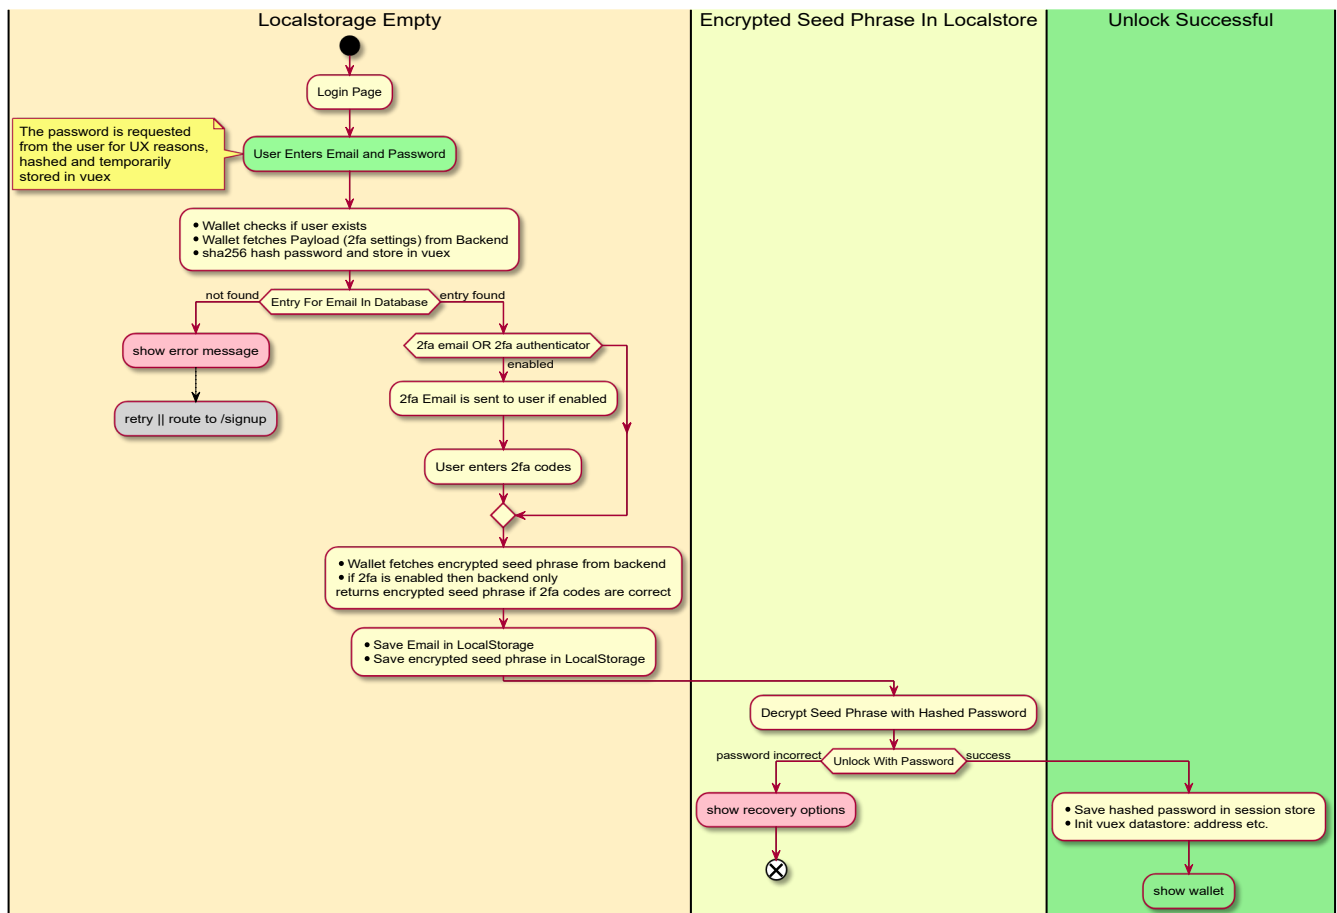 Localstorage Empty
Encrypted Seed Phrase In Localstore
Unlock Successful
Login Page
The password is requested
from the user for UX reasons,
hashed and temporarily
stored in vuex
User Enters Email and Password
• Wallet checks if user exists
• Wallet fetches Payload (2fa settings) from Backend
• sha256 hash password and store in vuex
not found
Entry For Email In Database
entry found
show error message
2fa email OR 2fa authenticator
enabled
2fa Email is sent to user if enabled
retry || route to /signup
User enters 2fa codes
• Wallet fetches encrypted seed phrase from backend
• if 2fa is enabled then backend only
returns encrypted seed phrase if 2fa codes are correct
• Save Email in LocalStorage
• Save encrypted seed phrase in LocalStorage
Decrypt Seed Phrase with Hashed Password
password incorrect
Unlock With Password
success
show recovery options
• Save hashed password in session store
• Init vuex datastore: address etc.
show wallet